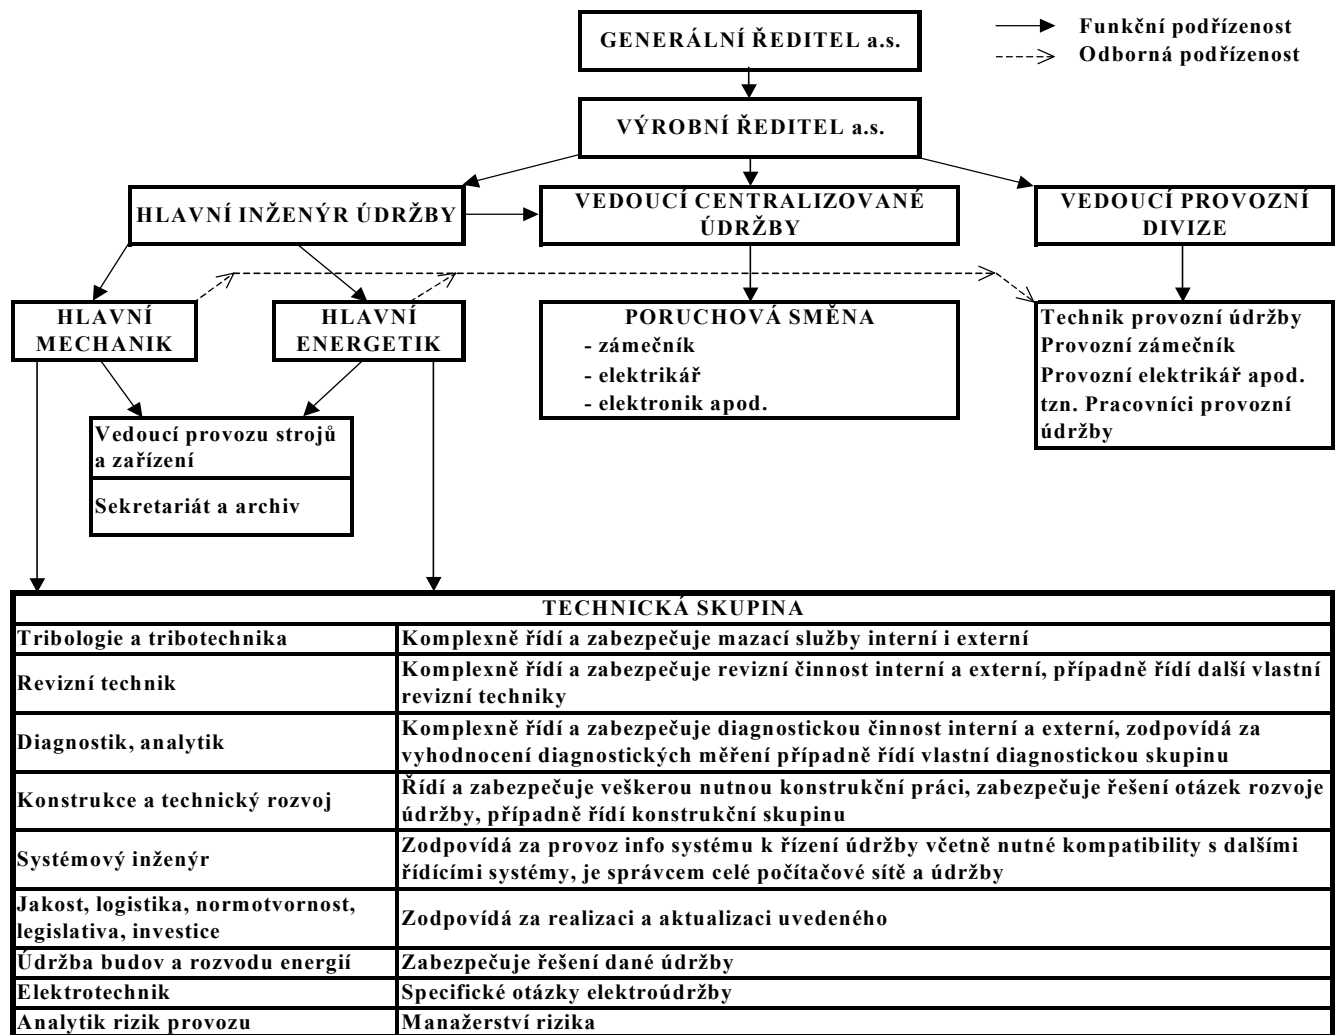 GENERÁLNÍ ŘEDITEL a.s.
Funkční podřízenost
Odborná podřízenost
VÝROBNÍ ŘEDITEL a.s.
HLAVNÍ INŽENÝR ÚDRŽBY
VEDOUCÍ CENTRALIZOVANÉ
ÚDRŽBY
VEDOUCÍ PROVOZNÍ
DIVIZE
HLAVNÍ
MECHANIK
HLAVNÍ
ENERGETIK
PORUCHOVÁ SMĚNA
- zámečník
- elektrikář
- elektronik apod.
Technik provozní údržby
Provozní zámečník
Provozní elektrikář apod.
tzn. Pracovníci provozní
údržby
Vedoucí provozu strojů
a zařízení
Sekretariát a archiv
TECHNICKÁ SKUPINA
Tribologie a tribotechnika
Komplexně řídí a zabezpečuje mazací služby interní i externí
Revizní technik
Komplexně řídí a zabezpečuje revizní činnost interní a externí, případně řídí další vlastní
revizní techniky
Diagnostik, analytik
Komplexně řídí a zabezpečuje diagnostickou činnost interní a externí, zodpovídá za
vyhodnocení diagnostických měření případně řídí vlastní diagnostickou skupinu
Konstrukce a technický rozvoj
Řídí a zabezpečuje veškerou nutnou konstrukční práci, zabezpečuje řešení otázek rozvoje
údržby, případně řídí konstrukční skupinu
Systémový inženýr
Zodpovídá za provoz info systému k řízení údržby včetně nutné kompatibility s dalšími
řídícími systémy, je správcem celé počítačové sítě a údržby
Jakost, logistika, normotvornost,
legislativa, investice
Zodpovídá za realizaci a aktualizaci uvedeného
Údržba budov a rozvodu energií
Zabezpečuje řešení dané údržby
Elektrotechnik
Specifické otázky elektroúdržby
Analytik rizik provozu
Manažerství rizika